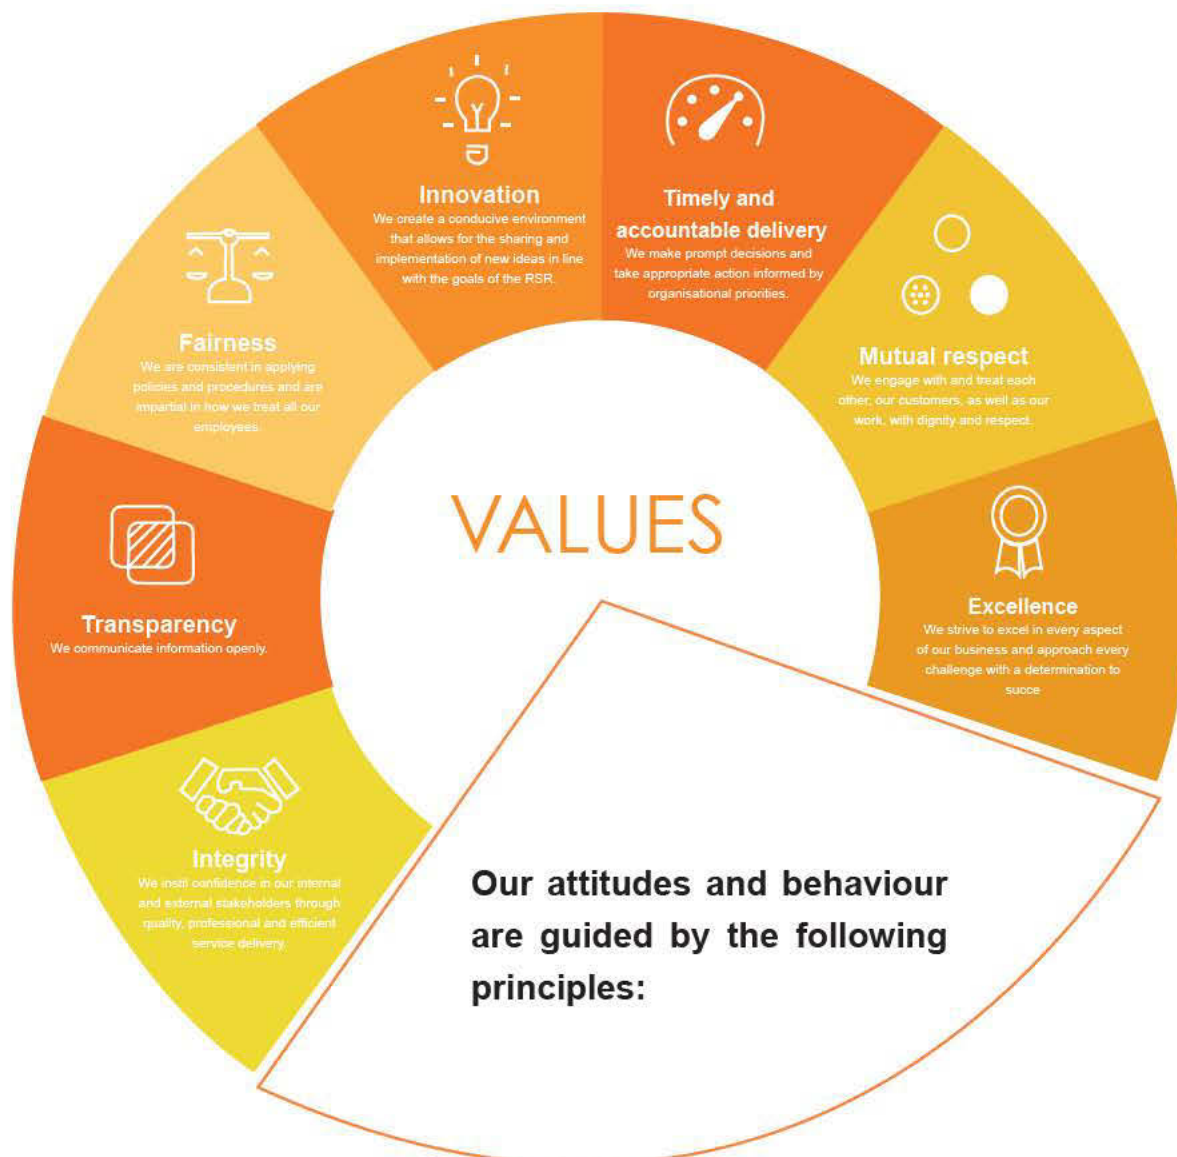 Innovation
We create a conducive environment
that allows for the sharing and
implementation of new ideas in line
with the goals of the RSR.
Timely and
accountable delivery
We make prompt decisions and
take appropriate action informed by
organisational priorities.
Fairness
We are consistent in applying
policies and procedures and are
impartial in how we treat all our
employees.
Mutual respect
We engage with and treat each
other, our customers, as well as our
work, with dignity and respect.
VALUES
Transparency
We communicate information openly.
Excellence
We strive to excel in every aspect
of our business and approach every
challenge with a determination to
succe
Integrity
We instil confidence in our internal
and external stakeholders through
quality, professional and efficient
service delivery.
Our attitudes and behaviour
are guided by the following
principles: